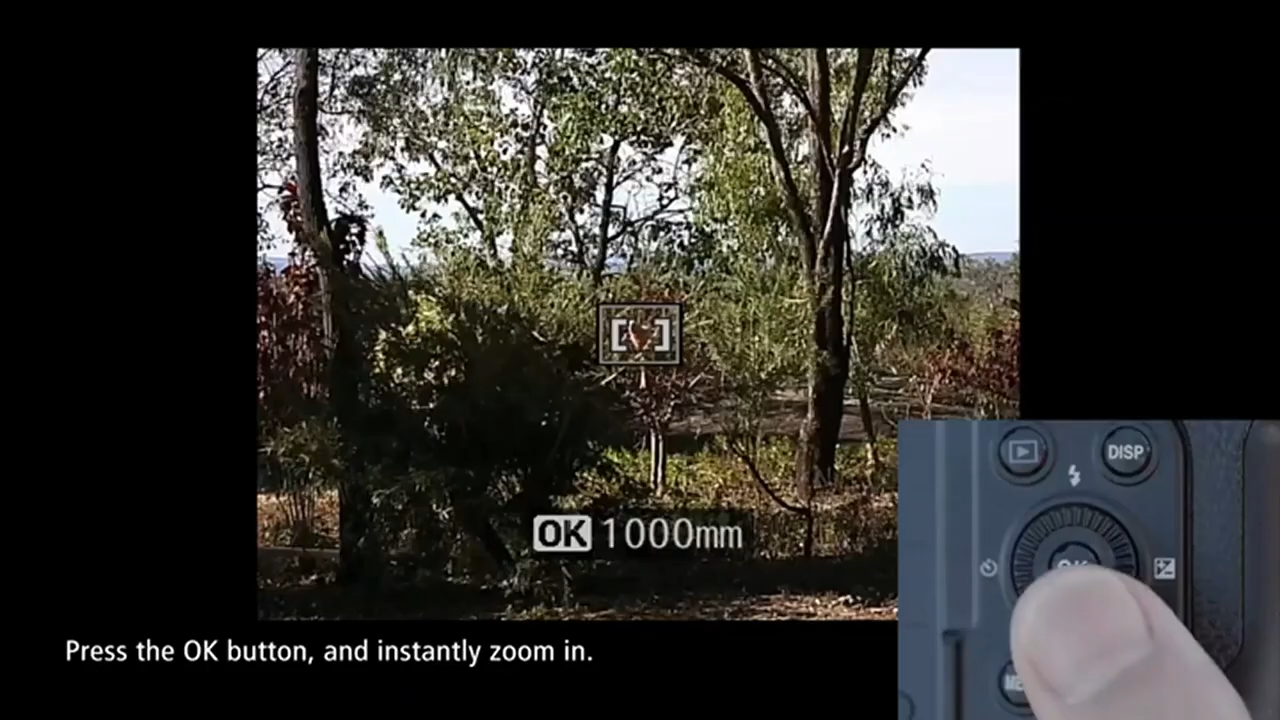 DISP
OK 1000mm
Press the OK button, and instantly zoom in.